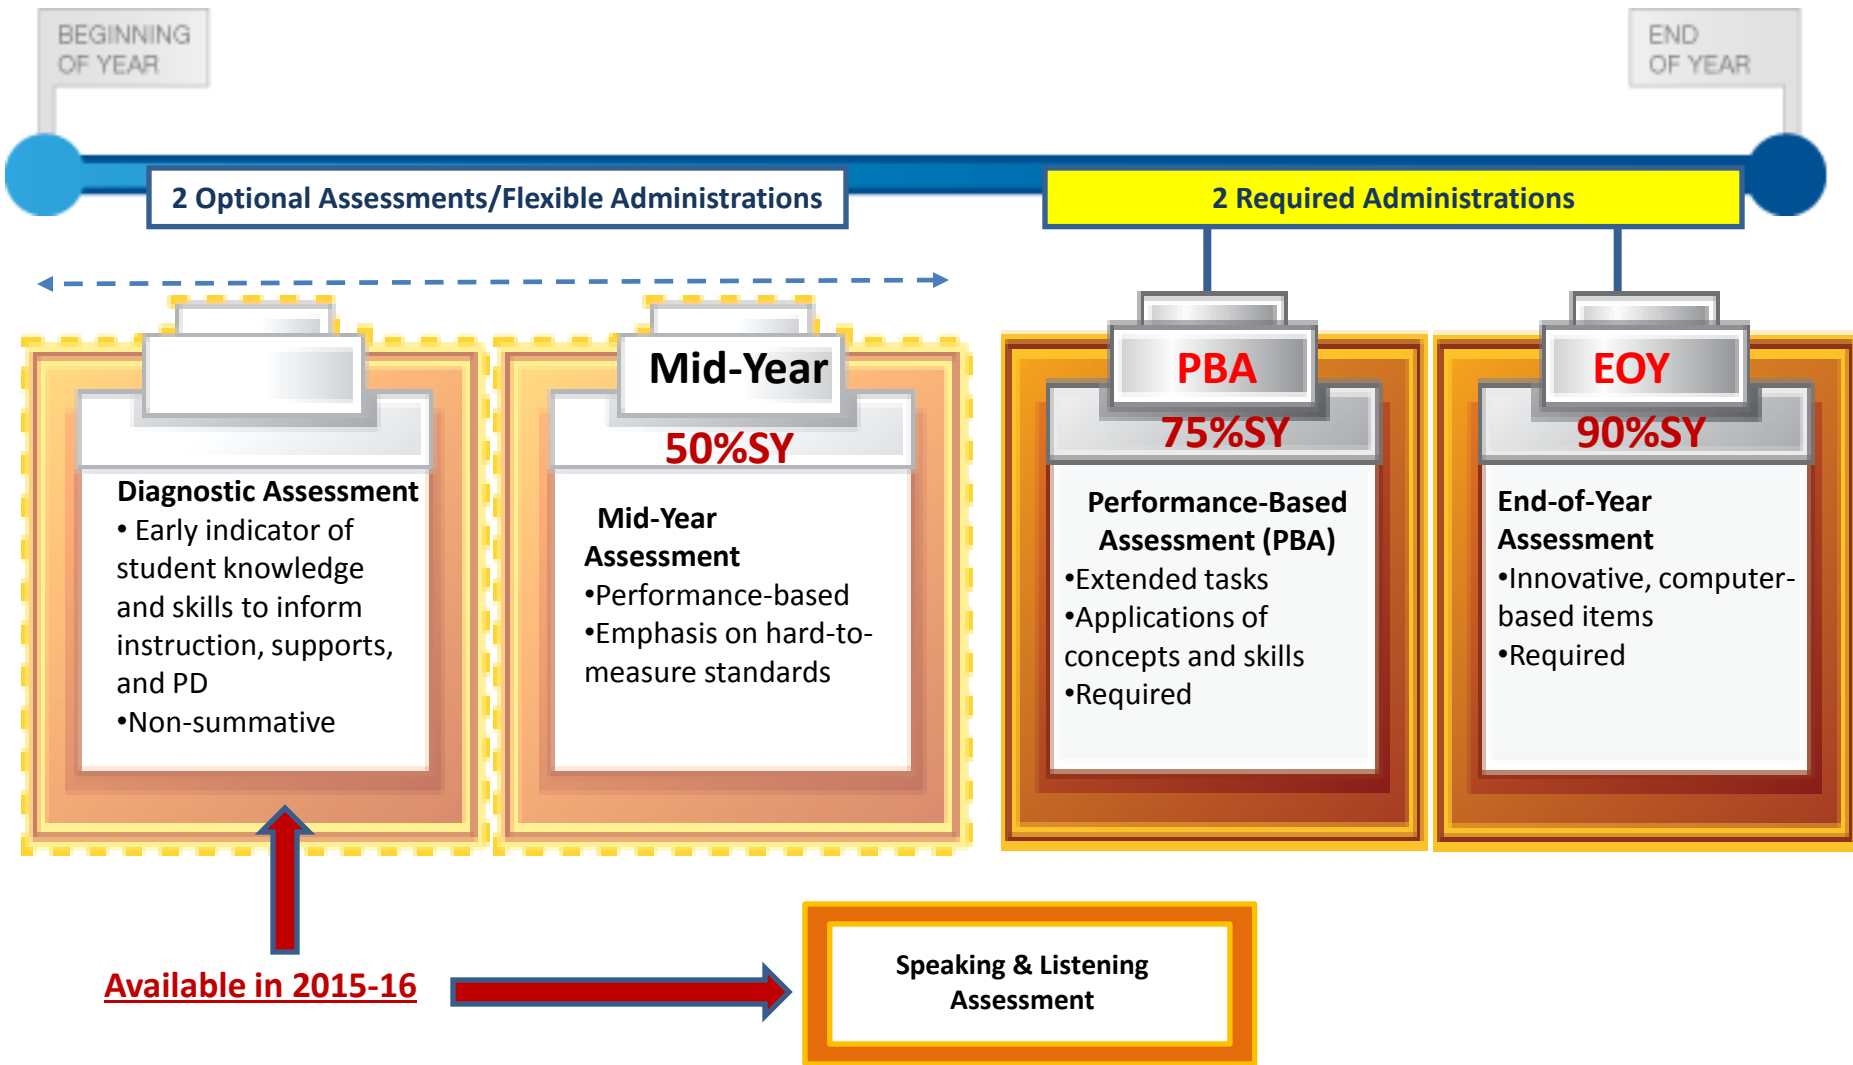 BEGINNING
OF YEAR
END
OF YEAR
2 Optional Assessments/Flexible Administrations
2 Required Administrations
Mid-Year
50%SY
PBA
75%SY
EOY
90%SY
Diagnostic Assessment
• Early indicator of
student knowledge
and skills to inform
instruction, supports,
and PD
•Non-summative
Mid-Year
Assessment
•Performance-based
•Emphasis on hard-to-
measure standards
Performance-Based
Assessment (PBA)
•Extended tasks
•Applications of
concepts and skills
•Required
End-of-Year
Assessment
•Innovative, computer-
based items
•Required
Available in 2015-16
Speaking & Listening
Assessment